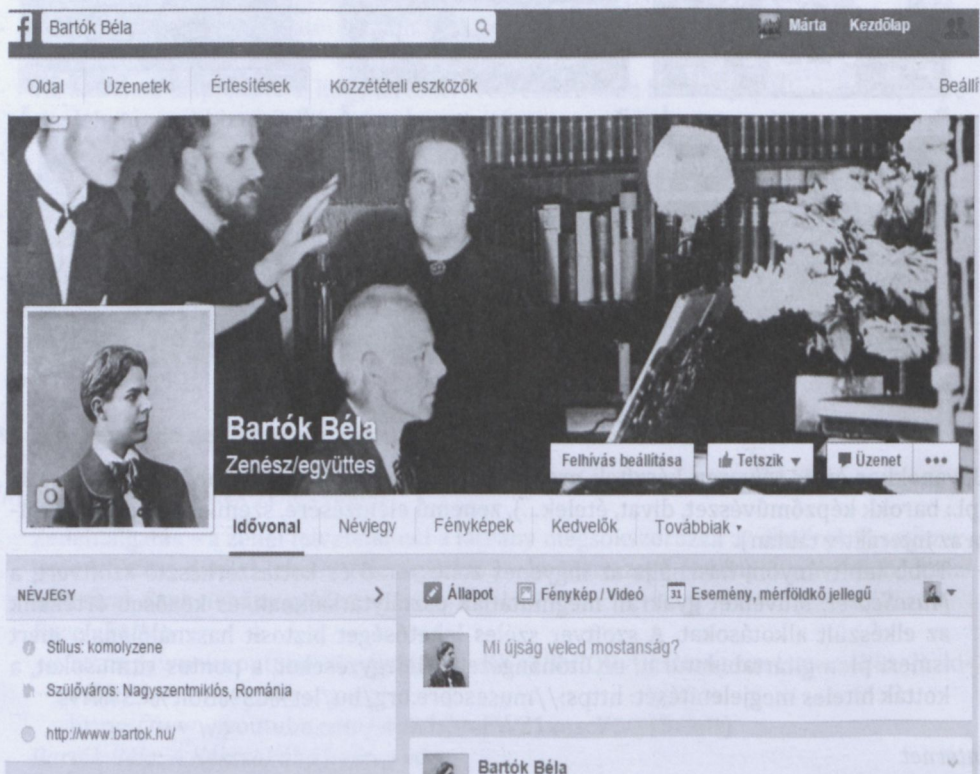 f Bartók Béla
Márta Kezdőlap
Oldal Üzenetek Értesítések Közzétételi eszközök Beállí
Bartók Béla
Zenész/együttes
Felhívás beállítása Tetszik Üzenet
Idővonal Névjegy Fényképek Kedvelők Továbbiak
NÉVJEGY
Stílus: komolyzene
Szülőváros: Nagyszentmiklós, Románia
http://www.bartok.hu/
Állapot Fénykép / Videó 31 Esemény, mérföldkő jellegű
Mi újság veled mostanság?
Bartók Béla